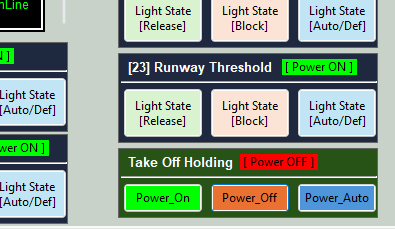 nLine
Light State
[Release]
Light State
[Block]
Light State
[Auto/Def]
[23] Runway Threshold [ Power ON ]
Light State
[Auto/Def]
Light State
[Release]
Light State
[Block]
Light State
[Auto/Def]
wer ON ]
Take Off Holding [ Power OFF ]
Light State
[Auto/Def]
Power_On
Power_Off
Power_Auto